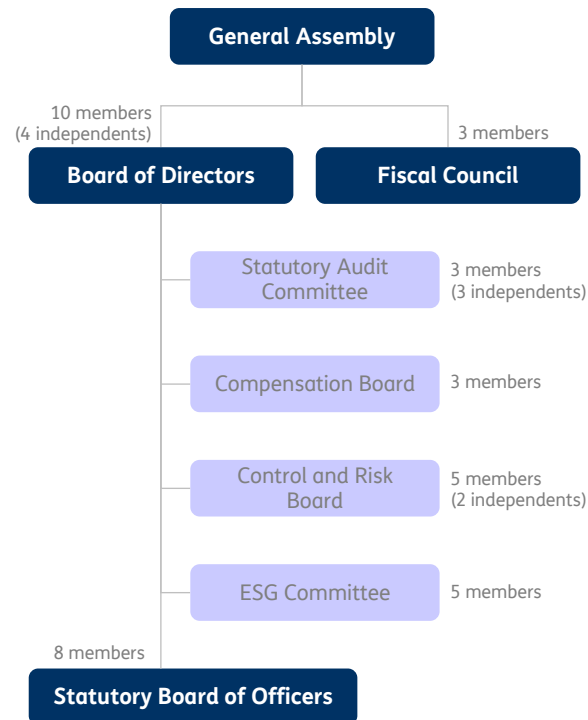 General Assembly
10 members
(4 independents)
3 members
Board of Directors
Fiscal Council
Statutory Audit
Committee
3 members
(3 independents)
Compensation Board
3 members
Control and Risk
Board
5 members
(2 independents)
ESG Committee
5 members
8 members
Statutory Board of Officers